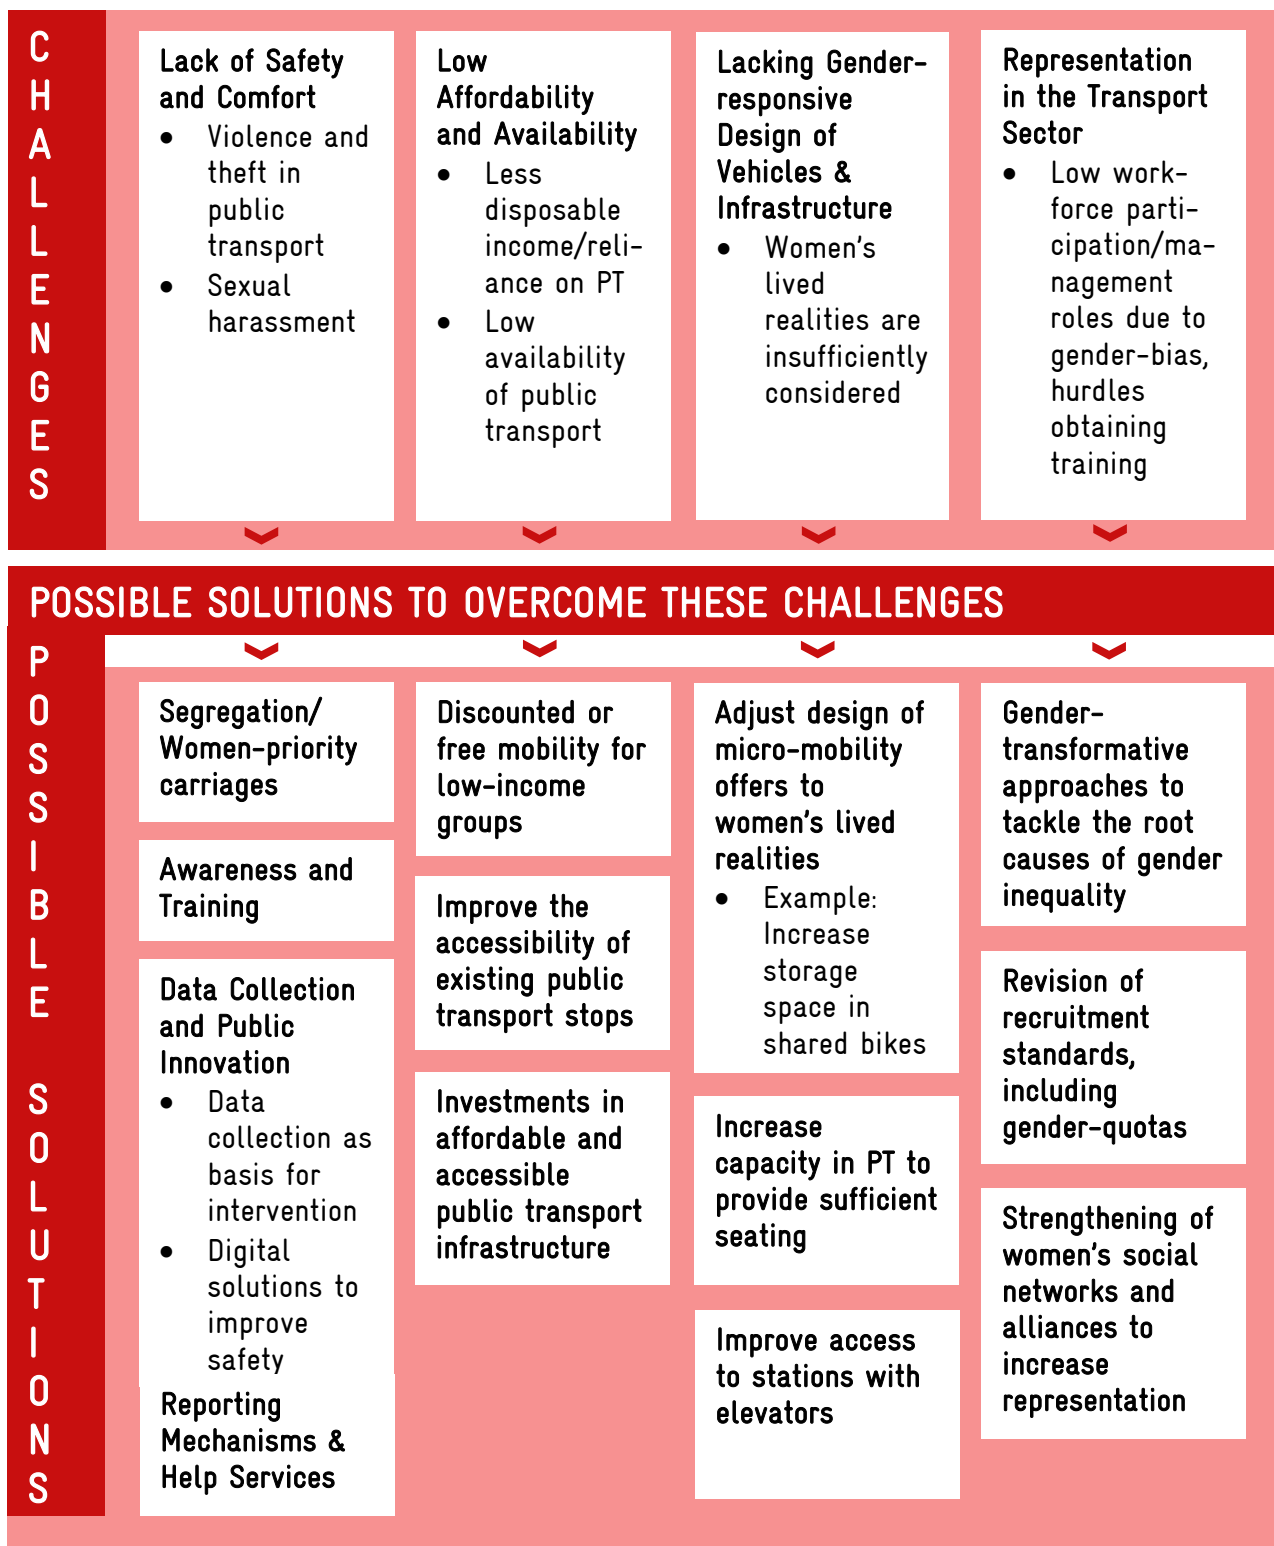 CHALLENGES
Lack of Safety
and Comfort
• Violence and
theft in
public
transport
• Sexual
harassment
Low
Affordability
and Availability
• Less
disposable
income/reli-
ance on PT
• Low
availability
of public
transport
Lacking Gender-
responsive
Design of
Vehicles &
Infrastructure
• Women's
lived
realities are
insufficiently
considered
Representation
in the Transport
Sector
• Low work-
force parti-
cipation/ma-
nagement
roles due to
gender-bias,
hurdles
obtaining
training
POSSIBLE SOLUTIONS TO OVERCOME THESE CHALLENGES
POSSIBLE SOLUTIONS
Segregation/
Women-priority
carriages
Awareness and
Training
Data Collection
and Public
Innovation
• Data
collection as
basis for
intervention
• Digital
solutions to
improve
safety
Reporting
Mechanisms &
Help Services
Discounted or
free mobility for
low-income
groups
Improve the
accessibility of
existing public
transport stops
Investments in
affordable and
accessible
public transport
infrastructure
Adjust design of
micro-mobility
offers to
women's lived
realities
• Example:
Increase
storage
space in
shared bikes
Increase
capacity in PT to
provide sufficient
seating
Improve access
to stations with
elevators
Gender-
transformative
approaches to
tackle the root
causes of gender
inequality
Revision of
recruitment
standards,
including
gender-quotas
Strengthening of
women's social
networks and
alliances to
increase
representation